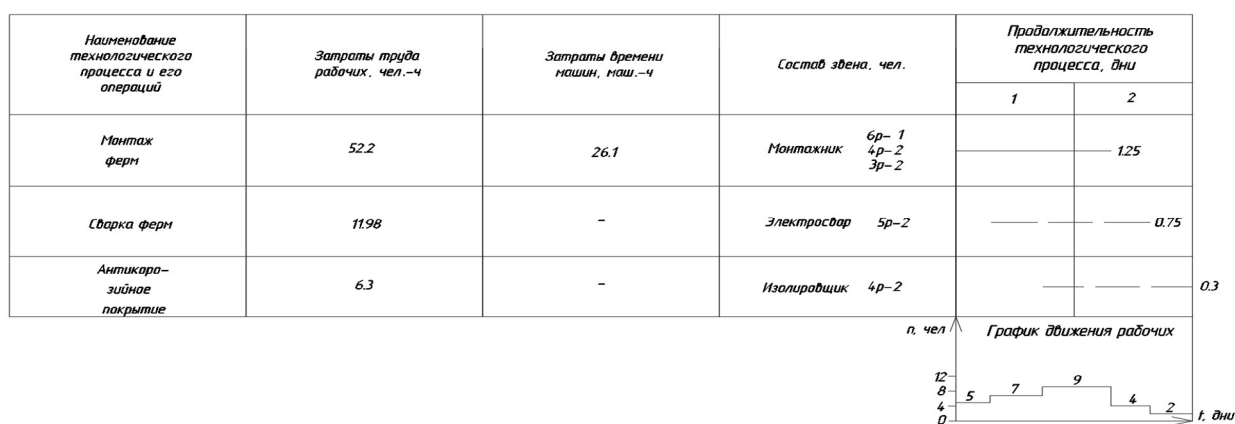 Наименование
технологического
процесса и его
операций
Затраты труда
рабочих, чел.-ч
Затраты времени
машин, маш.-ч
Состав звена, чел.
Продолжительность
технологического
процесса, дни
1 2
Монтаж
ферм
52.2
26.1
Монтажник
6р- 1
4р-2
3р-2
1.25
Сварка ферм
11.98
-
Электросвар 5р-2
0.75
Антикоро-
зийное
покрытие
6.3
-
Изолировщик 4р-2
0.3
n, чел
График движения рабочих
12
8
4
0
5 7 9 4 2
t, дни